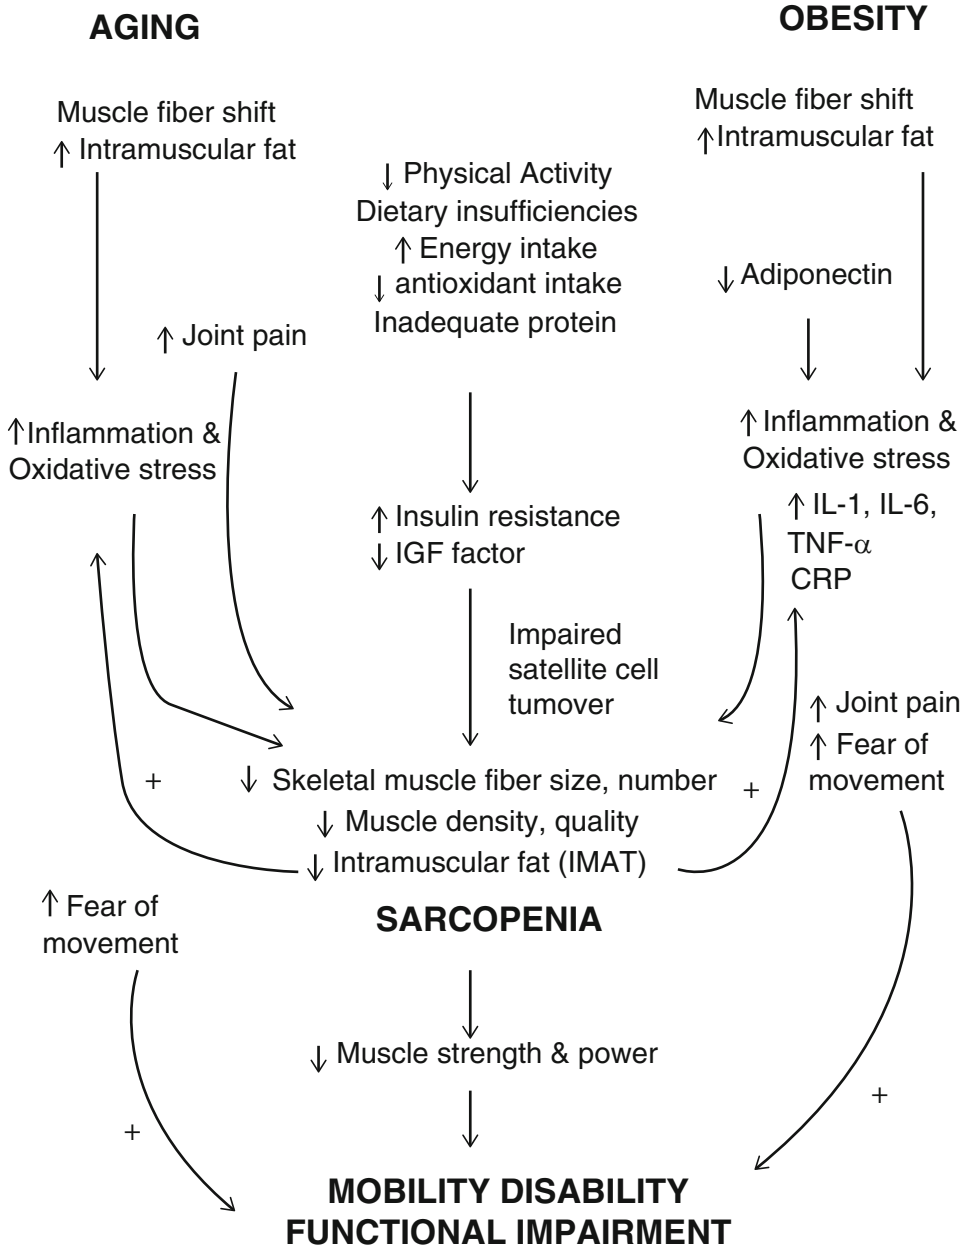 AGING
OBESITY
Muscle fiber shift
↑ Intramuscular fat
Muscle fiber shift
↑ Intramuscular fat
↓ Physical Activity
Dietary insufficiencies
↑ Energy intake
↓ antioxidant intake
Inadequate protein
↓ Adiponectin
↑ Joint pain
↑ Inflammation &
Oxidative stress
↑ Inflammation &
Oxidative stress
↑ IL-1, IL-6,
TNF-α
CRP
↑ Insulin resistance
↓ IGF factor
Impaired
satellite cell
tumover
↑ Joint pain
↑ Fear of
movement
+
↓ Skeletal muscle fiber size, number
+
↓ Muscle density, quality
↓ Intramuscular fat (IMAT)
SARCOPENIA
↑ Fear of
movement
↓ Muscle strength & power
+
+
MOBILITY DISABILITY
FUNCTIONAL IMPAIRMENT